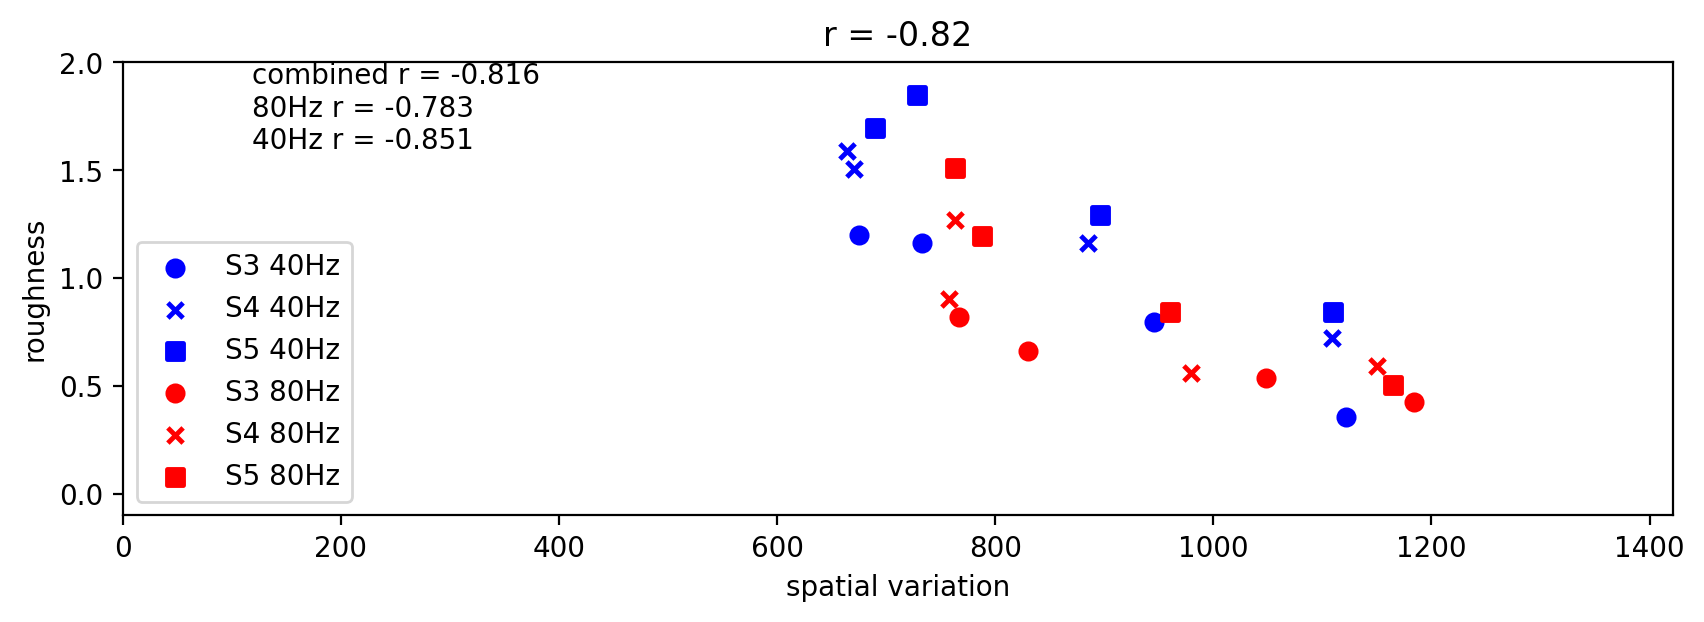 r = -0.82
combined r = -0.816
80Hz r = -0.783
40Hz r = -0.851
2.0
1.5
1.0
0.5
0.0
roughness
S3 40Hz
S4 40Hz
S5 40Hz
S3 80Hz
S4 80Hz
S5 80Hz
0 200 400 600 800 1000 1200 1400
spatial variation